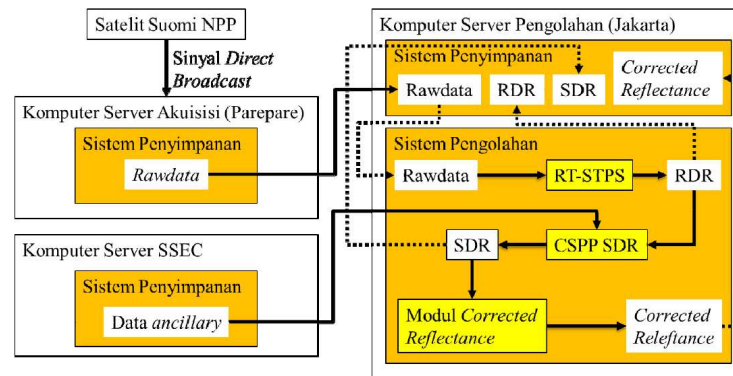 Satelit Suomi NPP
Sinyal Direct
Broadcast
Komputer Server Akuisisi (Parepare)
Sistem Penyimpanan
Rawdata
Komputer Server SSEC
Sistem Penyimpanan
Data ancillary
Komputer Server Pengolahan (Jakarta)
Sistem Penyimpanan
Rawdata
RDR
SDR
Corrected
Reflectance
Sistem Pengolahan
Rawdata
RT-STPS
RDR
SDR
CSPP SDR
Modul Corrected
Reflectance
Corrected
Releftance